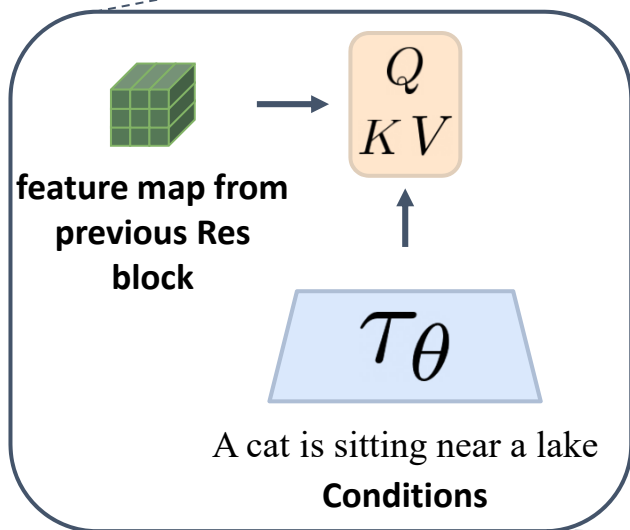 Q
K V
feature map from
previous Res
block
τθ
A cat is sitting near a lake
Conditions